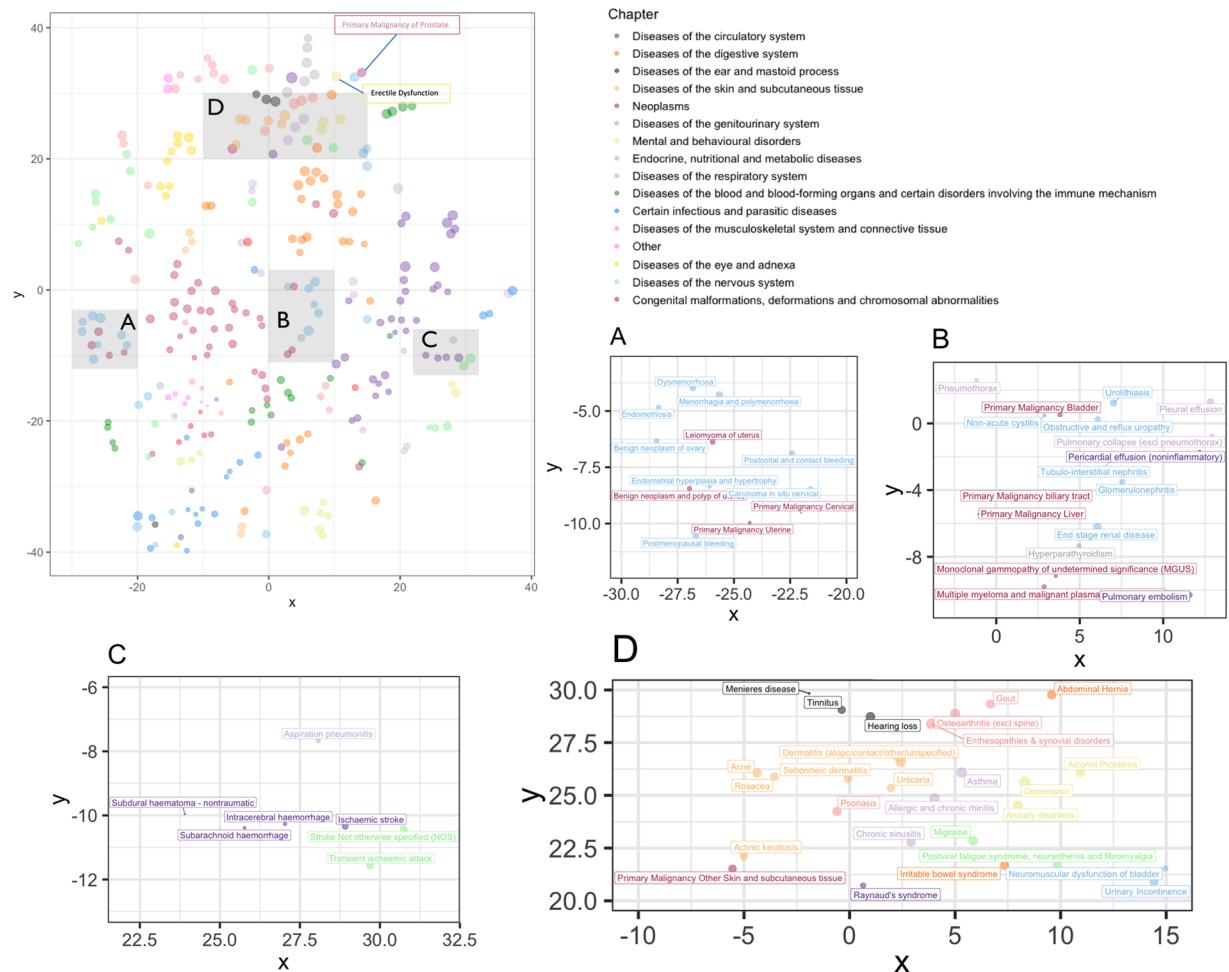 40
20
0
-20
-40
y
-20
0
20
40
x
Primary Malignancy of Prostate
Erectile Dysfunction
D
A
B
C
Chapter
Diseases of the circulatory system
Diseases of the digestive system
Diseases of the ear and mastoid process
Diseases of the skin and subcutaneous tissue
Neoplasms
Diseases of the genitourinary system
Mental and behavioural disorders
Endocrine, nutritional and metabolic diseases
Diseases of the respiratory system
Diseases of the blood and blood-forming organs and certain disorders involving the immune mechanism
Certain infectious and parasitic diseases
Diseases of the musculoskeletal system and connective tissue
Other
Diseases of the eye and adnexa
Diseases of the nervous system
Congenital malformations, deformations and chromosomal abnormalities
A
Dysmenorrhoea
Menorrhagia and polymenorrhoea
Endometriosis
Leiomyoma of uterus
Benign neoplasm of ovary
Postcoital and contact bleeding
Endometrial hyperplasia and hypertrophy
Benign neoplasm and polyp of uterus
Carcinoma in situ cervical
Primary Malignancy Cervical
Primary Malignancy Uterine
Postmenopausal bleeding
-5.0
-7.5
-10.0
y
-30.0
-27.5
-25.0
-22.5
-20.0
x
B
Pneumothorax
Urolithiasis
Primary Malignancy Bladder
Pleural effusion
Non-acute cystitis
Obstructive and reflux uropathy
Pulmonary collapse (excl pneumothorax)
Pericardial effusion (noninflammatory)
Tubulo-interstitial nephritis
Glomerulonephritis
Primary Malignancy biliary tract
Primary Malignancy Liver
End stage renal disease
Hyperparathyroidism
Monoclonal gammopathy of undetermined significance (MGUS)
Multiple myeloma and malignant plasma
Pulmonary embolism
0
-4
-8
y
0
5
10
x
C
Aspiration pneumonitis
Subdural haematoma - nontraumatic
Intracerebral haemorrhage
Ischaemic stroke
Subarachnoid haemorrhage
Stroke Not otherwise specified (NOS)
Transient ischaemic attack
-6
-8
-10
-12
y
22.5
25.0
27.5
30.0
32.5
x
D
Menieres disease
Tinnitus
Hearing loss
Gout
Abdominal Hernia
Osteoarthritis (excl spine)
Enthesopathies & synovial disorders
Dermatitis (atopc/contact/other/unspecified)
Acne
Seborrheic dermatitis
Rosacea
Urticaria
Asthma
Alcohol Problems
Depression
Psoriasis
Allergic and chronic rhinitis
Anxiety disorders
Chronic sinusitis
Migraine
Actinic keratosis
Postviral fatigue syndrome, neurasthenia and fibromyalgia
Primary Malignancy Other Skin and subcutaneous tissue
Irritable bowel syndrome
Neuromuscular dysfunction of bladder
Raynaud's syndrome
Urinary Incontinence
30.0
27.5
25.0
22.5
20.0
y
-10
-5
0
5
10
15
x